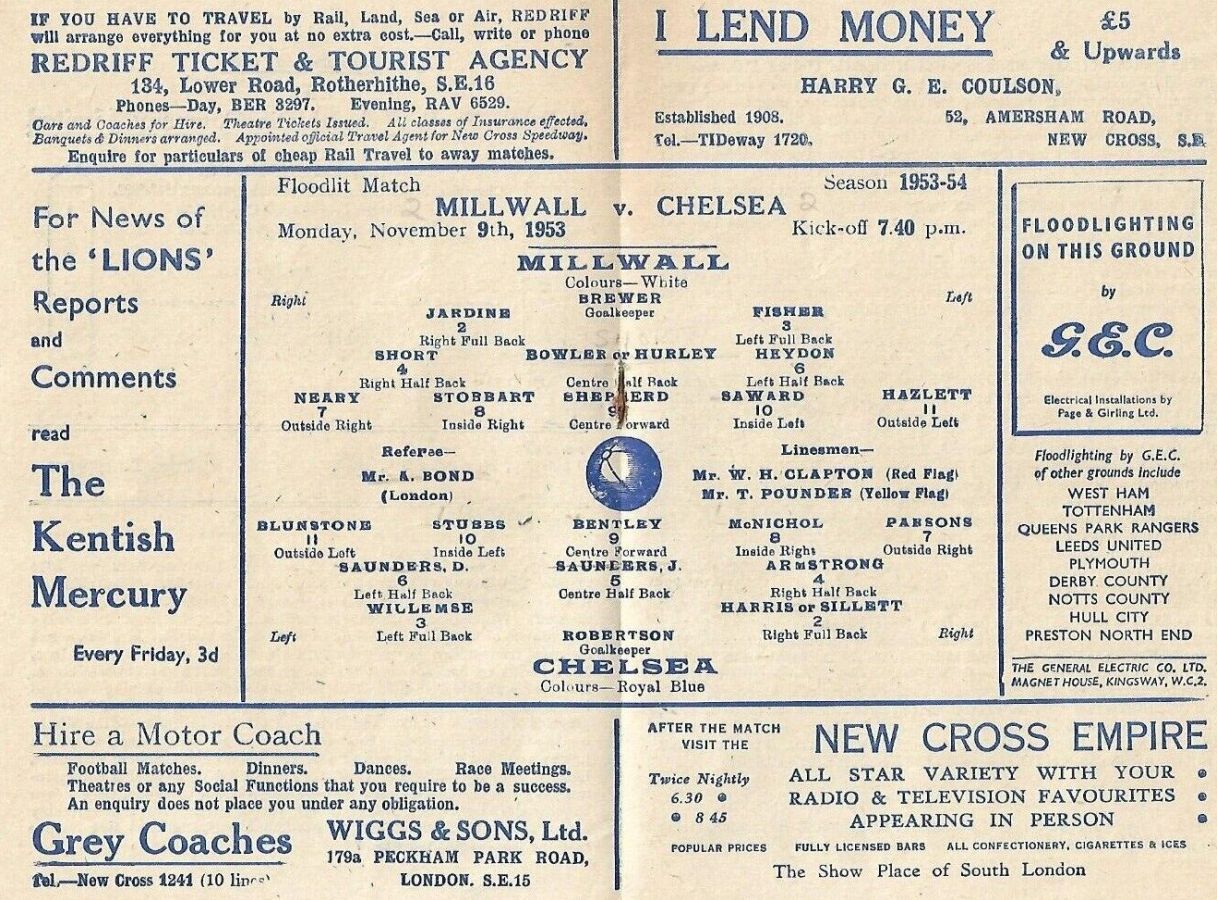 IF YOU HAVE TO TRAVEL by Rail, Land, Sea or Air, REDRIFF
will arrange everything for you at no extra cost.—Call, write or phone
REDRIFF TICKET & TOURIST AGENCY
134, Lower Road, Rotherhithe, S.E.16
Phones—Day, BER 3297. Evening, RAV 6529.
Cars and Coaches for Hire. Theatre Tickets Issued. All classes of Insurance effected,
Banquets & Dinners arranged. Appointed official Travel Agent for New Cross Speedway.
Enquire for particulars of cheap Rail Travel to away matches.
I LEND MONEY £5
& Upwards
HARRY G. E. COULSON,
Established 1908. 52, AMERSHAM ROAD,
Tel.—TIDeway 1720. NEW CROSS, S.E.
For News of
the 'LIONS'
Reports
and
Comments
read
The
Kentish
Mercury
Every Friday, 3d
Floodlit Match Season 1953-54
MILLWALL v. CHELSEA
Monday, November 9th, 1953 Kick-off 7.40 p.m.
MILLWALL
Colours—White
Right BREWER Left
Goalkeeper
JARDINE FISHER
2 3
Right Full Back Left Full Back
SHORT BOWLER or HURLEY HEYDON
4 6
Right Half Back Centre Half Back Left Half Back
NEARY STOBBART SHEPHERD SAWARD HAZLETT
7 8 9 10 11
Outside Right Inside Right Centre Forward Inside Left Outside Left
Referee— Linesmen—
Mr. A. BOND Mr. W. H. CLAPTON (Red Flag)
(London) Mr. T. POUNDER (Yellow Flag)
BLUNSTONE STUBBS BENTLEY McNICHOL PARSONS
11 10 9 8 7
Outside Left Inside Left Centre Forward Inside Right Outside Right
SAUNDERS, D. SAUNDERS, J. ARMSTRONG
6 5 4
Left Half Back Centre Half Back Right Half Back
WILLEMSE HARRIS or SILLETT
3 2
Left Left Full Back ROBERTSON Right Full Back Right
Goalkeeper
CHELSEA
Colours—Royal Blue
FLOODLIGHTING
ON THIS GROUND
by
G.E.C.
Electrical Installations by
Page & Girling Ltd.
Floodlighting by G.E.C.
of other grounds include
WEST HAM
TOTTENHAM
QUEENS PARK RANGERS
LEEDS UNITED
PLYMOUTH
DERBY COUNTY
NOTTS COUNTY
HULL CITY
PRESTON NORTH END
THE GENERAL ELECTRIC CO. LTD.
MAGNET HOUSE, KINGSWAY, W.C.2.
Hire a Motor Coach
Football Matches. Dinners. Dances. Race Meetings.
Theatres or any Social Functions that you require to be a success.
An enquiry does not place you under any obligation.
Grey Coaches WIGGS & SONS, Ltd.
179a PECKHAM PARK ROAD,
Tel.—New Cross 1241 (10 lines) LONDON. S.E.15
AFTER THE MATCH
VISIT THE
NEW CROSS EMPIRE
Twice Nightly
6.30 •
• 8 45
ALL STAR VARIETY WITH YOUR •
RADIO & TELEVISION FAVOURITES •
APPEARING IN PERSON •
POPULAR PRICES FULLY LICENSED BARS ALL CONFECTIONERY, CIGARETTES & ICES
The Show Place of South London